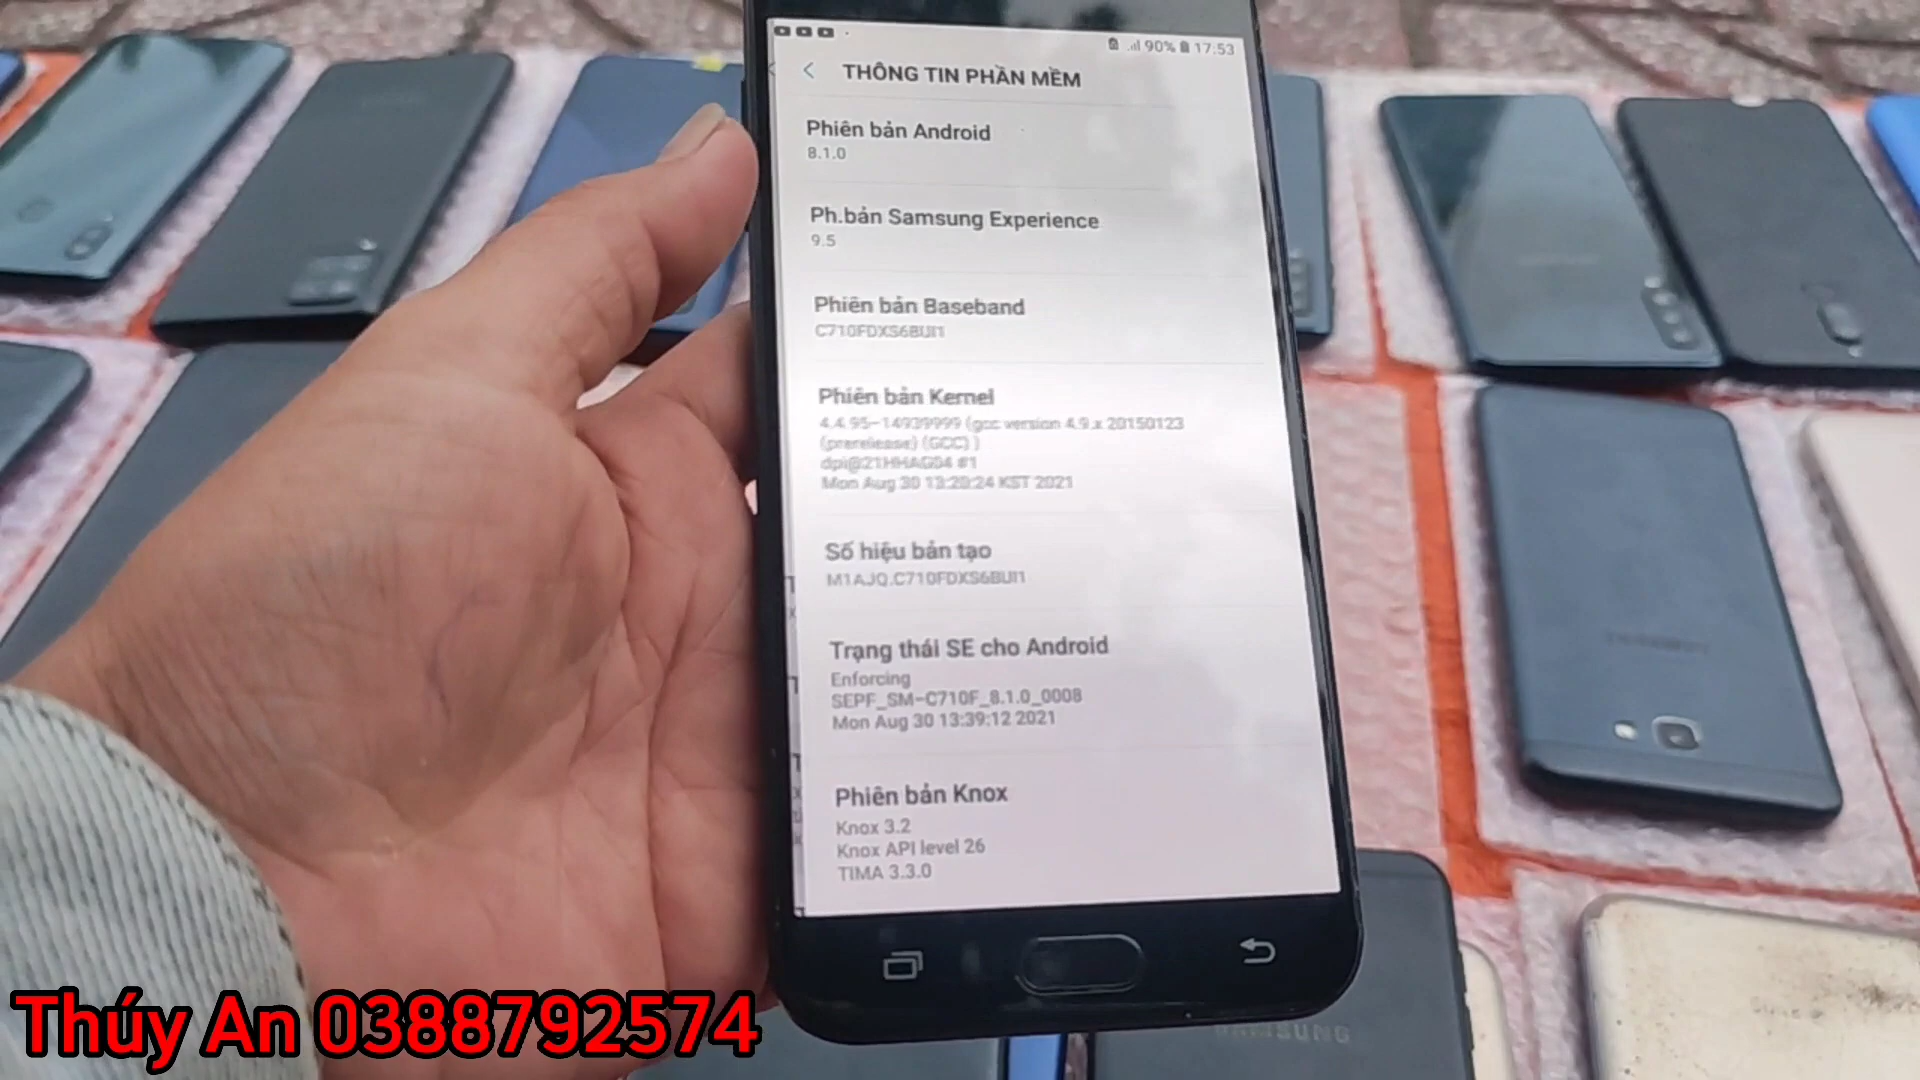 90% 17:53
THÔNG TIN PHẦN MỀM
Phiên bản Android
8.1.0
Ph.bản Samsung Experience
9.5
Phiên bản Baseband
C710FDXS6BUI1
Phiên bản Kernel
4.4.95-14939999 (gcc version 4.9.x 20150123
(prerelease) (GCC) )
dpi@21HHAG04 #1
Mon Aug 30 13:28:24 KST 2021
Số hiệu bản tạo
M1AJQ.C710FDXS6BUI1
Trạng thái SE cho Android
Enforcing
SEPF_SM-C710F_8.1.0_0008
Mon Aug 30 13:39:12 2021
Phiên bản Knox
Knox 3.2
Knox API level 26
TIMA 3.3.0
SAMSUNG
SAMSUNG
Thúy An 0388792574